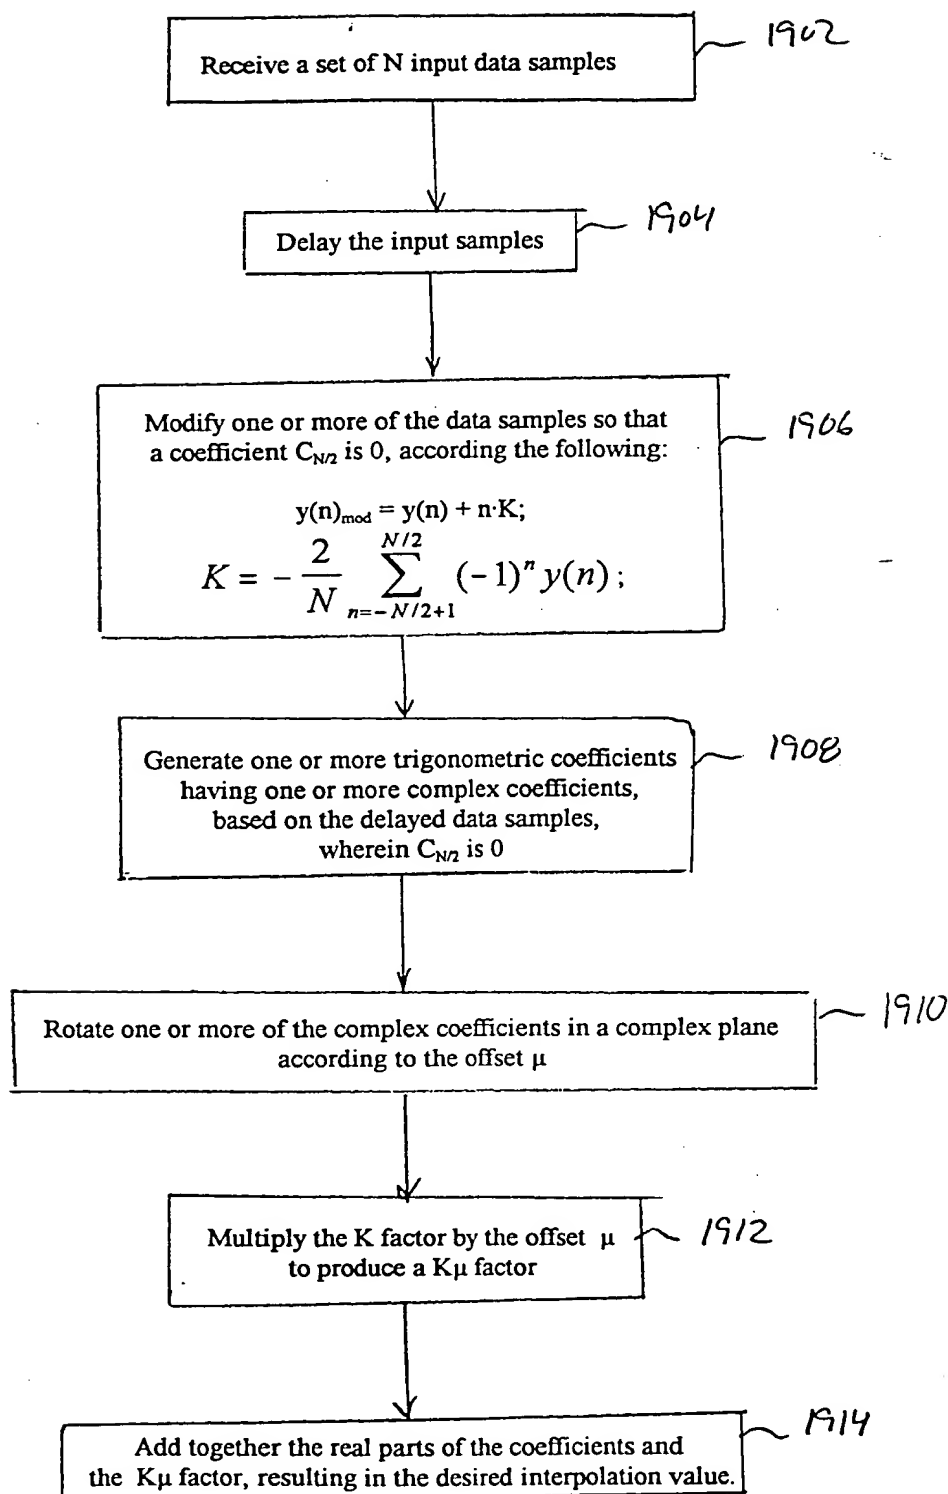 Receive a set of N input data samples
1902
Delay the input samples
1904
Modify one or more of the data samples so that
a coefficient C_{N/2} is 0, according the following:
y(n)_{mod} = y(n) + n·K;
K = - \frac{2}{N} \sum_{n=-N/2+1}^{N/2} (-1)^n y(n) ;
1906
Generate one or more trigonometric coefficients
having one or more complex coefficients,
based on the delayed data samples,
wherein C_{N/2} is 0
1908
Rotate one or more of the complex coefficients in a complex plane
according to the offset μ
1910
Multiply the K factor by the offset μ
to produce a Kμ factor
1912
Add together the real parts of the coefficients and
the Kμ factor, resulting in the desired interpolation value.
1914